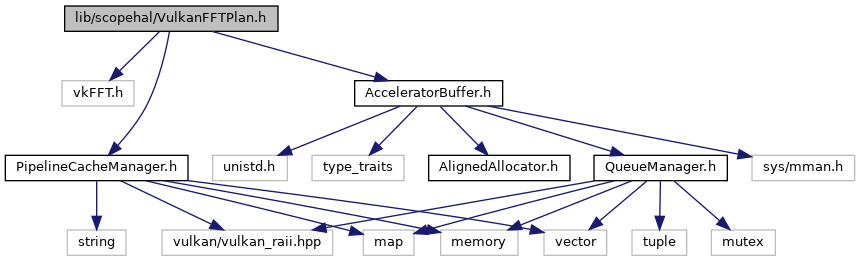 lib/scopehal/VulkanFFTPlan.h
vkFFT.h
AcceleratorBuffer.h
PipelineCacheManager.h
unistd.h
type_traits
AlignedAllocator.h
QueueManager.h
sys/mman.h
string
vulkan/vulkan_raii.hpp
map
memory
vector
tuple
mutex